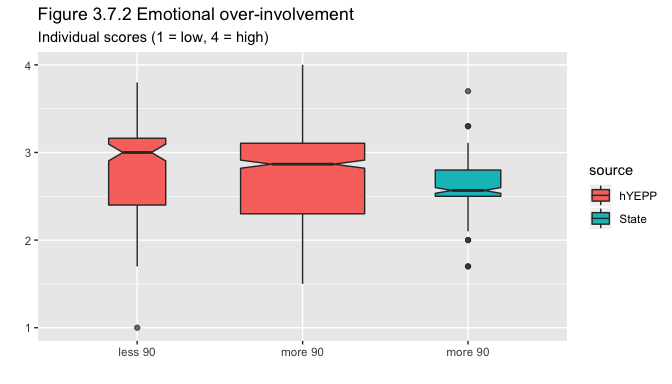 Figure 3.7.2 Emotional over-involvement
Individual scores (1 = low, 4 = high)
4
3
2
1
less 90
more 90
more 90
source
hYEPP
State